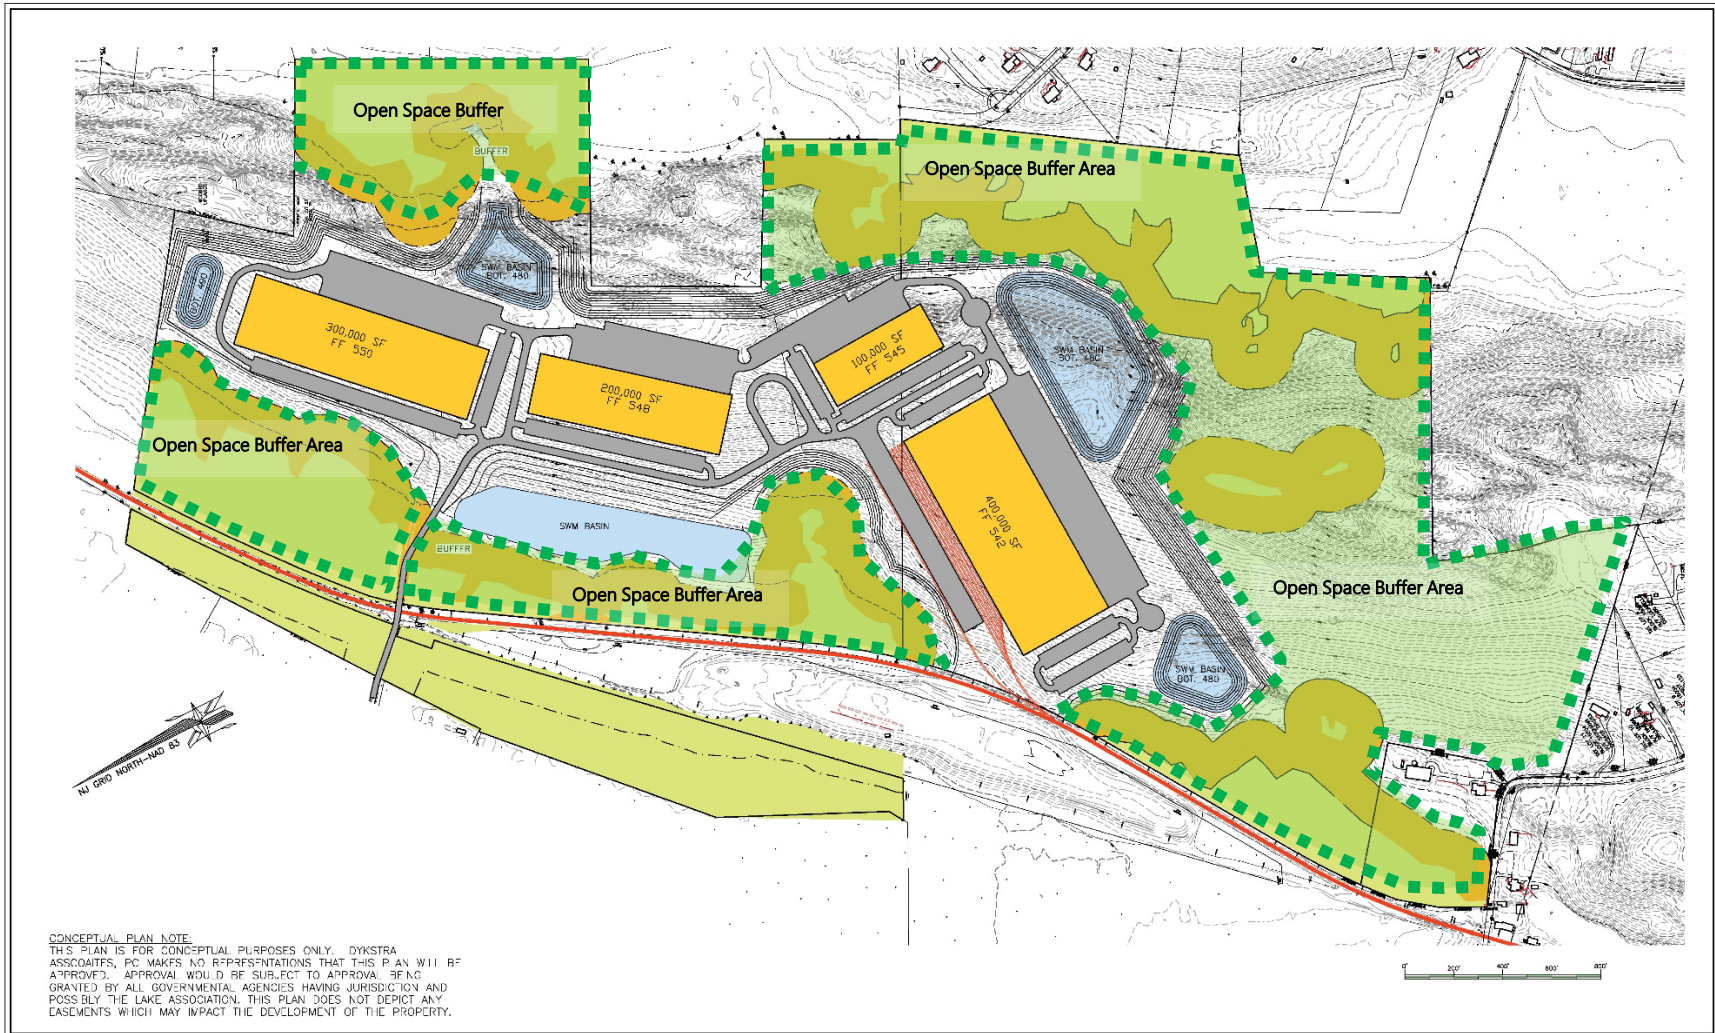 Open Space Buffer
BUFFER
Open Space Buffer Area
SWM BASIN
BOT. 480
BOT. 480
300,000 SF
FF 550
200,000 SF
FF 548
100,000 SF
FF 545
SWM BASIN
BOT. 480
Open Space Buffer Area
400,000 SF
FF 542
SWM BASIN
BUFFER
Open Space Buffer Area
Open Space Buffer Area
SWM BASIN
BOT. 480
NJ GRID NORTH-NAD 83
CONCEPTUAL PLAN NOTE:
THIS PLAN IS FOR CONCEPTUAL PURPOSES ONLY. DYKSTRA
ASSCOAITES, PC MAKES NO REPRESENTATIONS THAT THIS PLAN WILL BE
APPROVED. APPROVAL WOULD BE SUBJECT TO APPROVAL BEING
GRANTED BY ALL GOVERNMENTAL AGENCIES HAVING JURISDICTION AND
POSSIBLY THE LAKE ASSOCIATION. THIS PLAN DOES NOT DEPICT ANY
EASEMENTS WHICH MAY IMPACT THE DEVELOPMENT OF THE PROPERTY.
0' 200' 400' 600' 800'